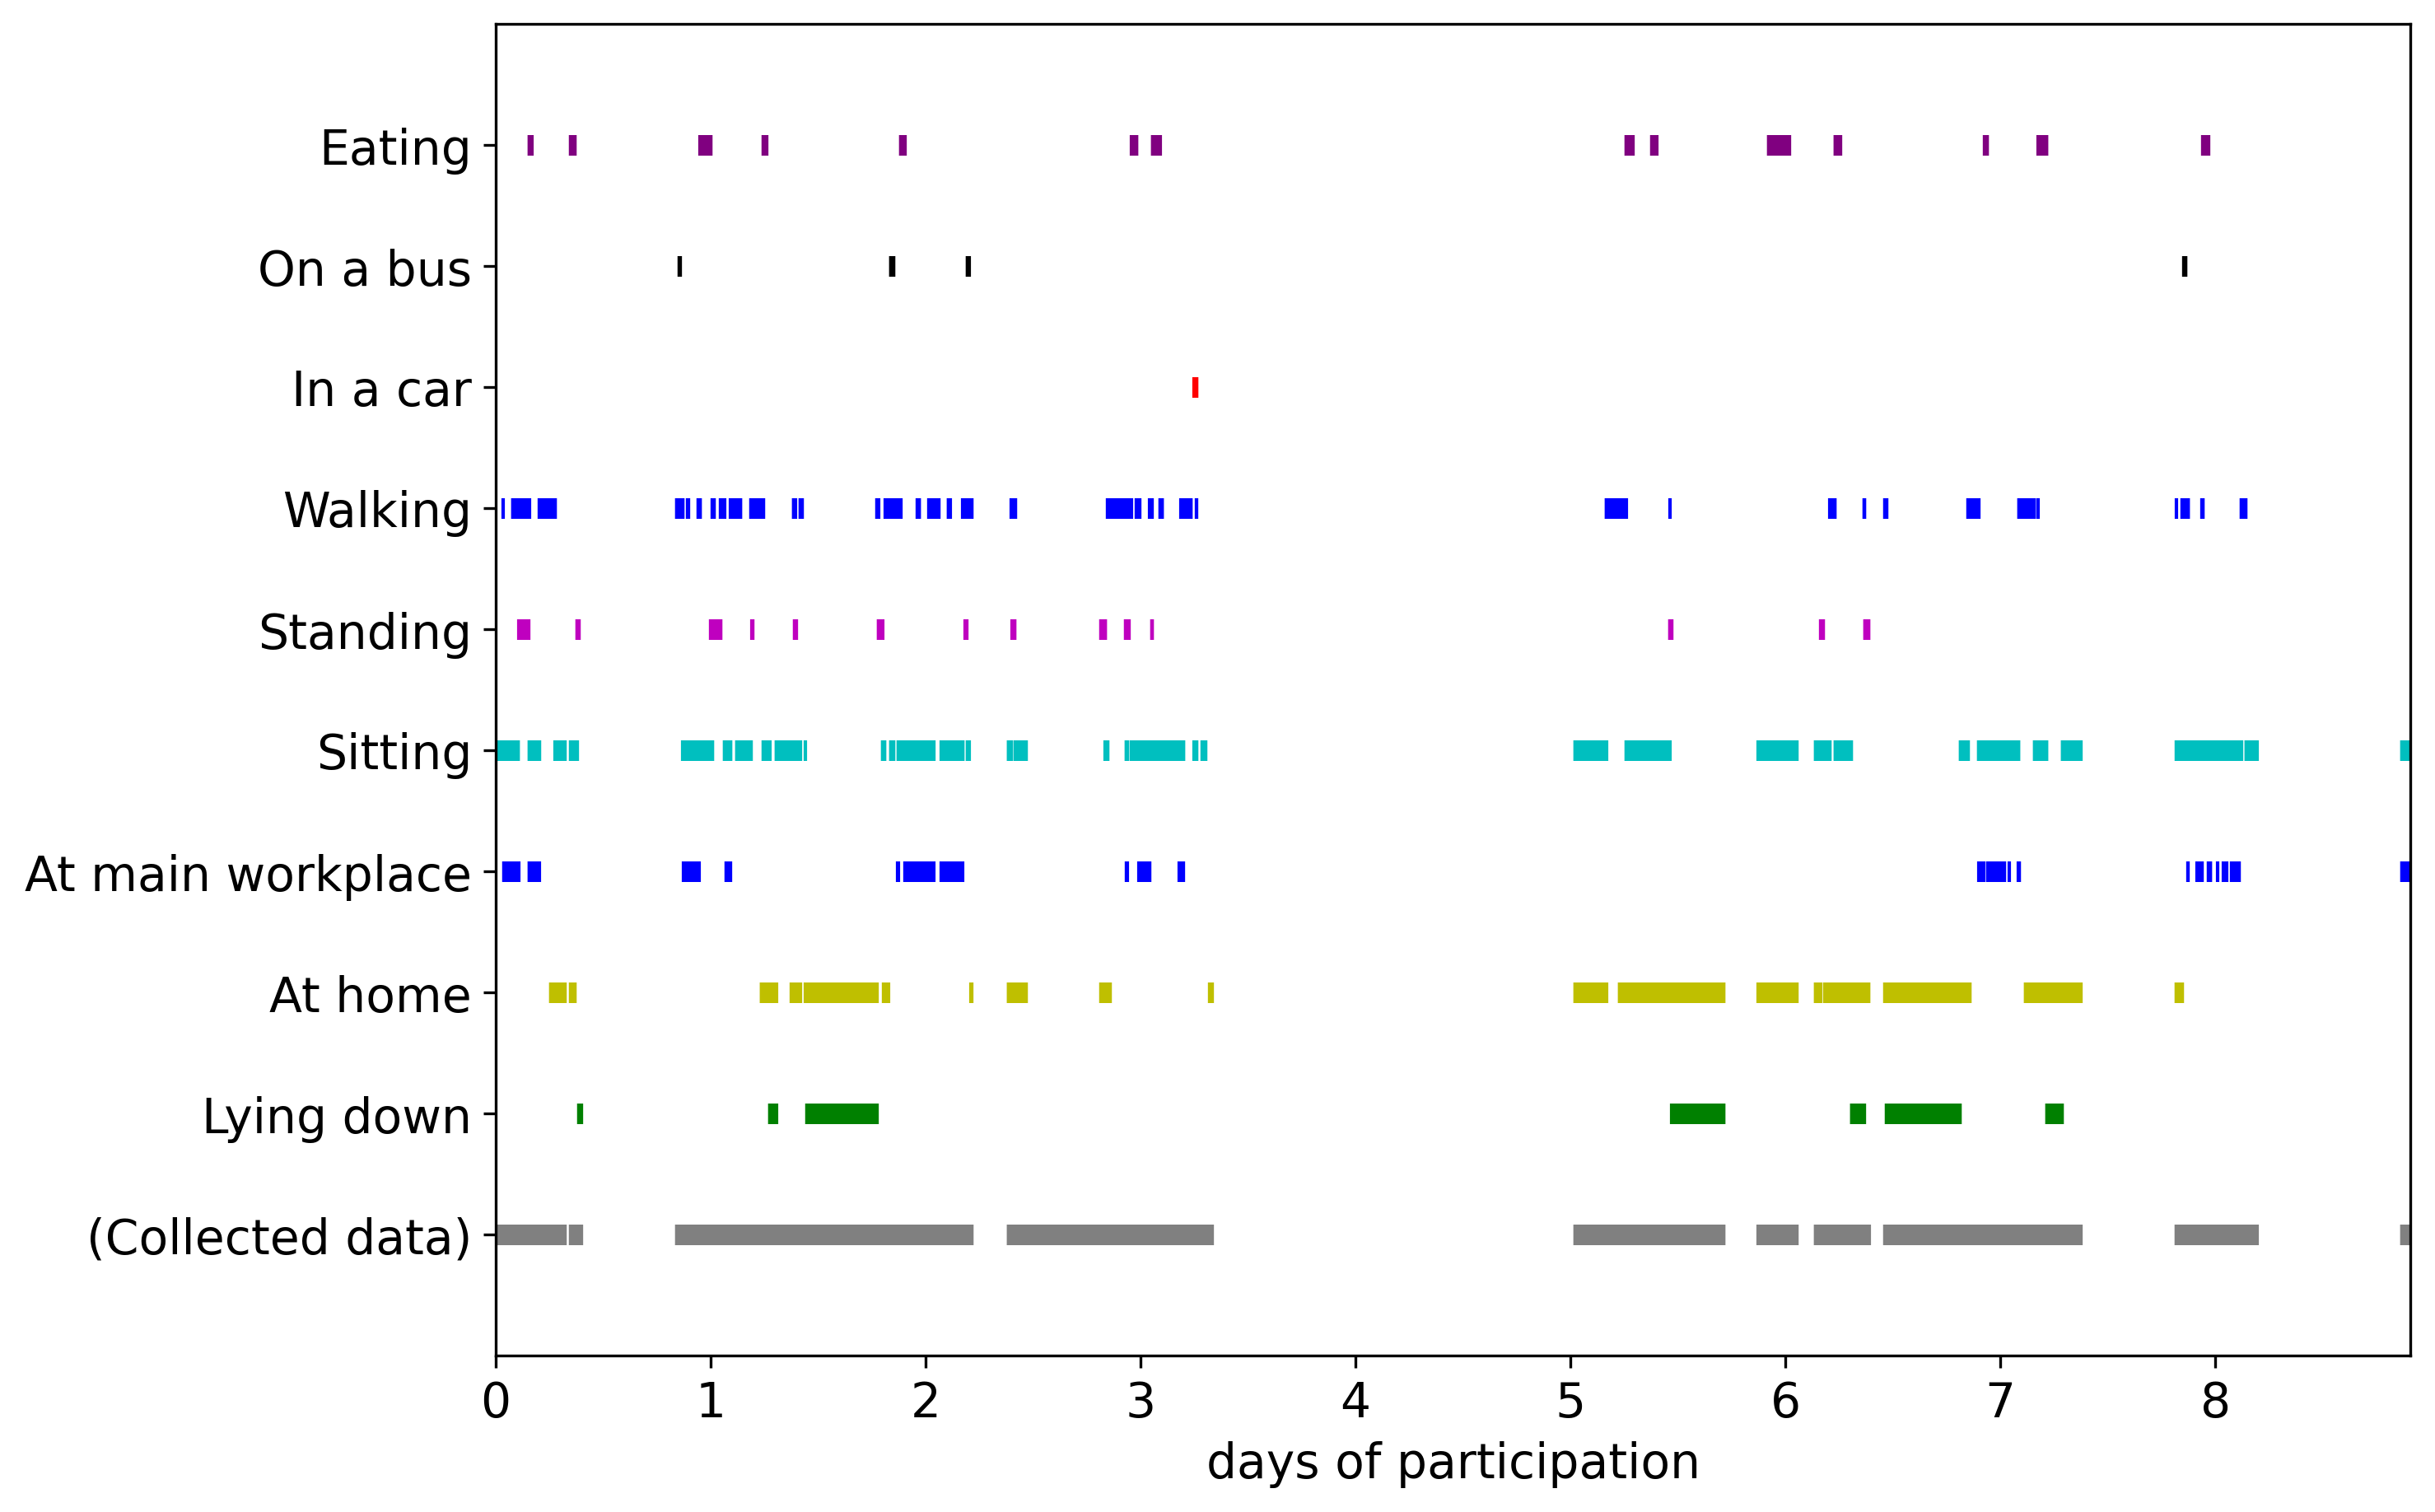 Eating
On a bus
In a car
Walking
Standing
Sitting
At main workplace
At home
Lying down
(Collected data)
0 1 2 3 4 5 6 7 8
days of participation